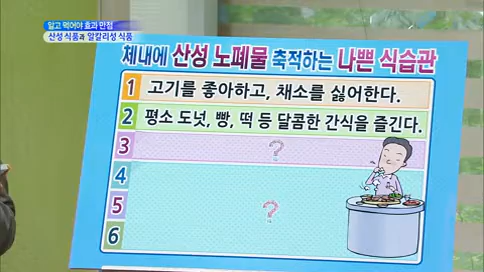 알고 먹어야 효과 만점
산성 식품과 알칼리성 식품
체내에 산성 노폐물 축적하는 나쁜 식습관
1 고기를 좋아하고, 채소를 싫어한다.
2 평소 도넛, 빵, 떡 등 달콤한 간식을 즐긴다.
3 ?
4
5 ?
6